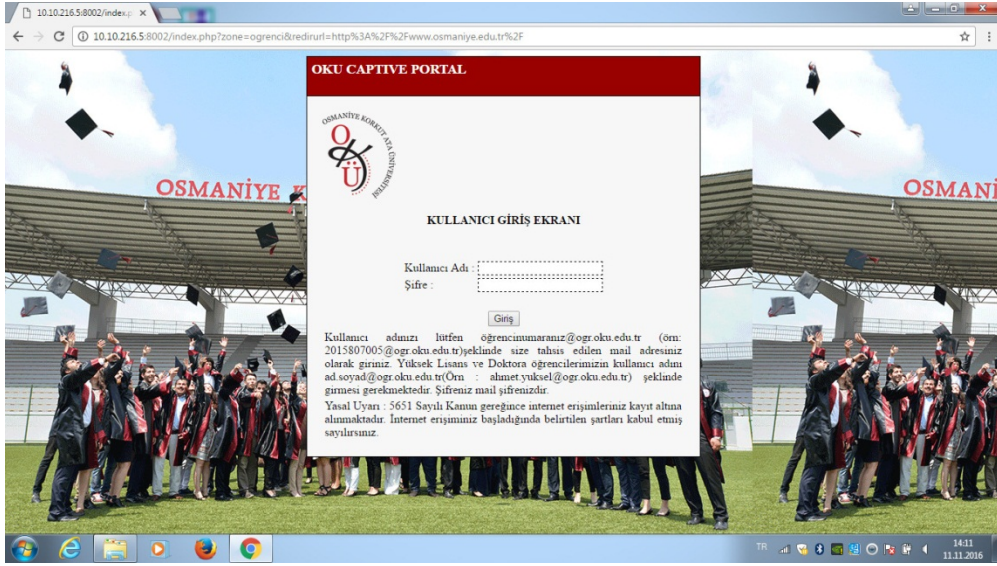 10.10.216.5:8002/index.p
10.10.216.5:8002/index.php?zone=ogrenci&redirurl=http%3A%2F%2Fwww.osmaniye.edu.tr%2F
OKU CAPTIVE PORTAL
OSMANİYE KORKUT ATA ÜNİVERSİTESİ
OKÜ
OSMANİYE K
OSMANİ
KULLANICI GİRİŞ EKRANI
Kullanıcı Adı :
Şifre :
Giriş
Kullanıcı adınızı lütfen öğrencinumaranız@ogr.oku.edu.tr (örn:
2015807005@ogr.oku.edu.tr)şeklinde size tahsis edilen mail adresiniz
olarak giriniz. Yüksek Lisans ve Doktora öğrencilerimizin kullanıcı adını
ad.soyad@ogr.oku.edu.tr(Örn : ahmet.yuksel@ogr.oku.edu.tr) şeklinde
girmesi gerekmektedir. Şifreniz mail şifrenizdir.
Yasal Uyarı : 5651 Sayılı Kanun gereğince internet erişimleriniz kayıt altına
alınmaktadır. İnternet erişiminiz başladığında belirtilen şartları kabul etmiş
sayılırsınız.
TR
14:11
11.11.2016